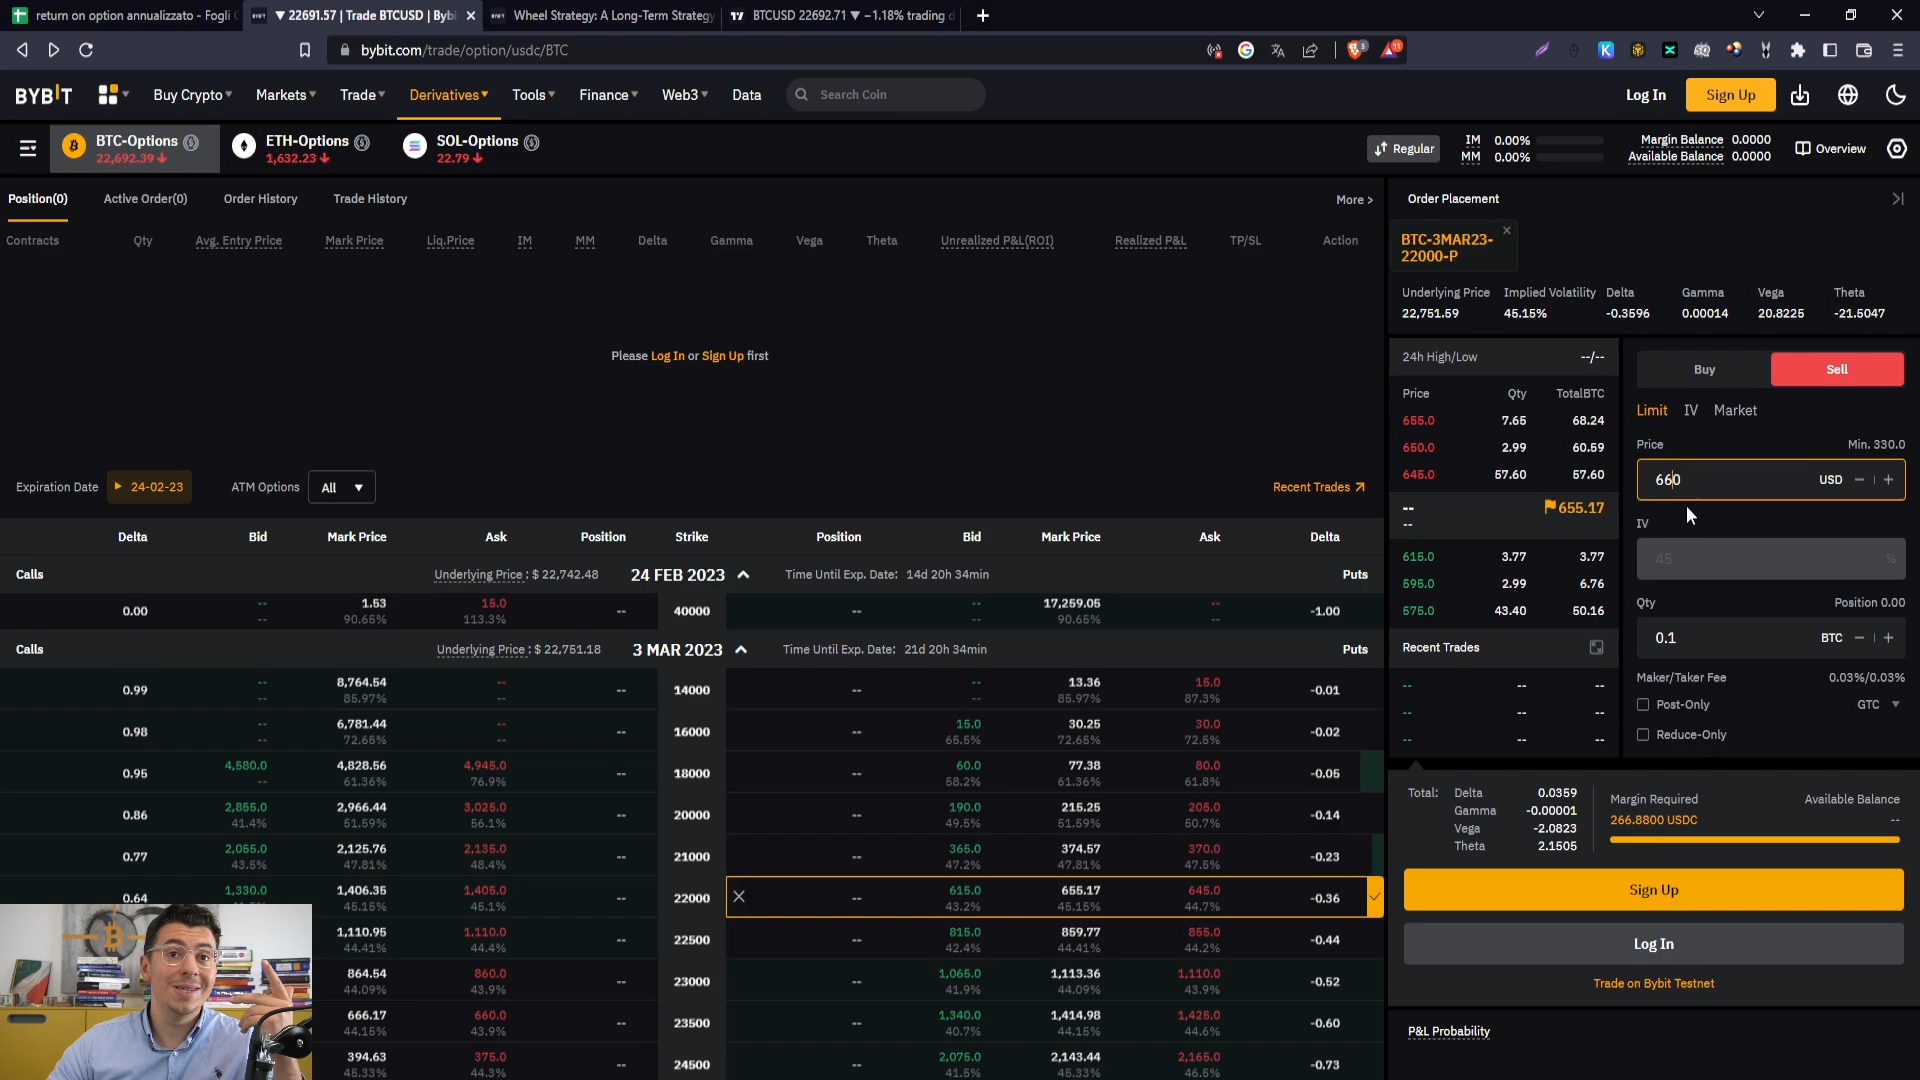 return on option annualizzato - Fogli
▼ 22691.57 | Trade BTCUSD | Bybi
Wheel Strategy: A Long-Term Strategy
BTCUSD 22692.71 ▼ −1.18% trading
bybit.com/trade/option/usdc/BTC
BYBIT
Buy Crypto
Markets
Trade
Derivatives
Tools
Finance
Web3
Data
Search Coin
Log In
Sign Up
BTC-Options
22,692.39
ETH-Options
1,632.23
SOL-Options
22.79
Regular
IM 0.00%
MM 0.00%
Margin Balance 0.0000
Available Balance 0.0000
Overview
Position(0) Active Order(0) Order History Trade History More >
Contracts Qty Avg. Entry Price Mark Price Liq.Price IM MM Delta Gamma Vega Theta Unrealized P&L(ROI) Realized P&L TP/SL Action
Please Log In or Sign Up first
Expiration Date 24-02-23 ATM Options All Recent Trades
Delta Bid Mark Price Ask Position Strike Position Bid Mark Price Ask Delta
Calls Underlying Price : $ 22,742.48 24 FEB 2023 Time Until Exp. Date: 14d 20h 34min Puts
0.00 -- 1.53 15.0 -- 40000 -- -- 17,259.05 -- -1.00
-- 90.65% 113.3% -- 90.65% --
Calls Underlying Price : $ 22,751.18 3 MAR 2023 Time Until Exp. Date: 21d 20h 34min Puts
0.99 -- 8,764.54 -- -- 14000 -- -- 13.36 15.0 -0.01
-- 85.97% -- -- 85.97% 87.3%
0.98 -- 6,781.44 -- -- 16000 -- 15.0 30.25 30.0 -0.02
-- 72.65% -- 65.5% 72.65% 72.5%
0.95 4,580.0 4,828.56 4,945.0 -- 18000 -- 60.0 77.38 80.0 -0.05
-- 61.36% 76.9% 58.2% 61.36% 61.8%
0.86 2,855.0 2,966.44 3,025.0 -- 20000 -- 190.0 215.25 205.0 -0.14
41.4% 51.59% 56.1% 49.5% 51.59% 50.7%
0.77 2,055.0 2,125.76 2,135.0 -- 21000 -- 365.0 374.57 370.0 -0.23
43.5% 47.81% 48.4% 47.2% 47.81% 47.5%
0.64 1,330.0 1,406.35 1,405.0 -- 22000 -- 615.0 655.17 645.0 -0.36
45.15% 45.1% 43.2% 45.15% 44.7%
1,110.95 1,110.0 -- 22500 -- 815.0 859.77 855.0 -0.44
44.41% 44.4% 42.4% 44.41% 44.2%
864.54 860.0 -- 23000 -- 1,065.0 1,113.36 1,110.0 -0.52
44.09% 43.9% 41.9% 44.09% 43.9%
666.17 660.0 -- 23500 -- 1,340.0 1,414.98 1,425.0 -0.60
44.15% 43.9% 40.7% 44.15% 44.6%
394.63 375.0 -- 24500 -- 2,075.0 2,143.44 2,165.0 -0.73
45.33% 44.3% 41.5% 45.33% 46.5%
Order Placement
BTC-3MAR23-
22000-P
Underlying Price Implied Volatility Delta Gamma Vega Theta
22,751.59 45.15% -0.3596 0.00014 20.8225 -21.5047
24h High/Low --/--
Price Qty TotalBTC
655.0 7.65 68.24
650.0 2.99 60.59
645.0 57.60 57.60
-- 655.17
--
615.0 3.77 3.77
595.0 2.99 6.76
575.0 43.40 50.16
Recent Trades
-- -- --
-- -- --
-- -- --
Buy Sell
Limit IV Market
Price Min. 330.0
660 USD
IV
45 %
Qty Position 0.00
0.1 BTC
Maker/Taker Fee 0.03%/0.03%
Post-Only GTC
Reduce-Only
Total: Delta 0.0359
Gamma -0.00001
Vega -2.0823
Theta 2.1505
Margin Required Available Balance
266.8800 USDC --
Sign Up
Log In
Trade on Bybit Testnet
P&L Probability